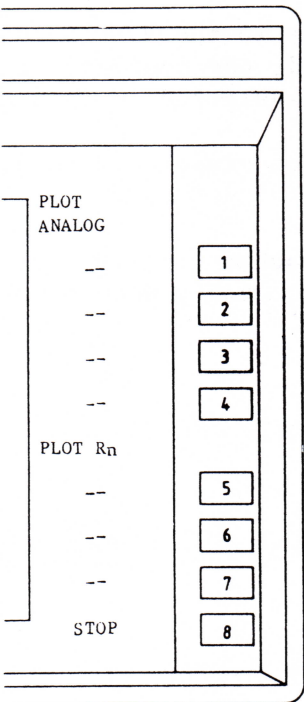 PLOT
ANALOG
-- 1
-- 2
-- 3
-- 4
PLOT Rn
-- 5
-- 6
-- 7
STOP 8